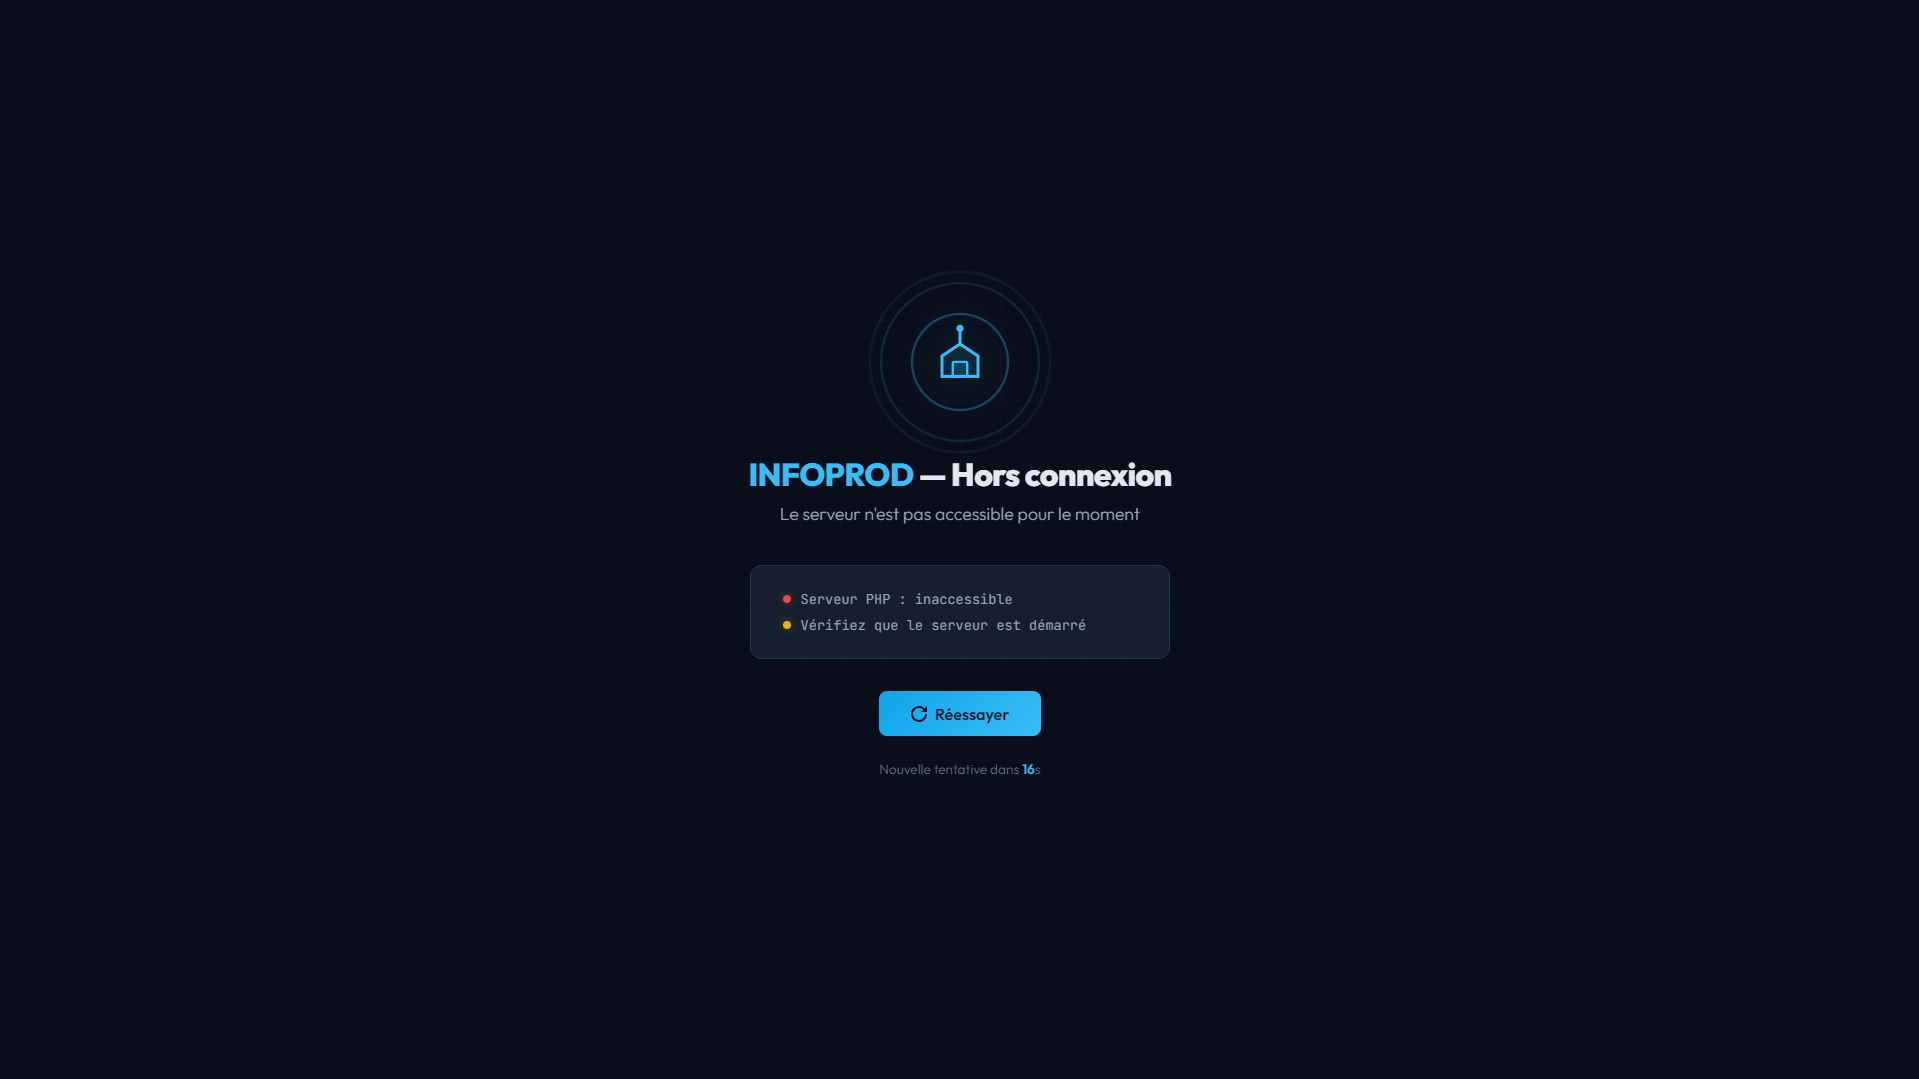 INFOPROD — Hors connexion
Le serveur n'est pas accessible pour le moment
Serveur PHP : inaccessible
Vérifiez que le serveur est démarré
Réessayer
Nouvelle tentative dans 16s